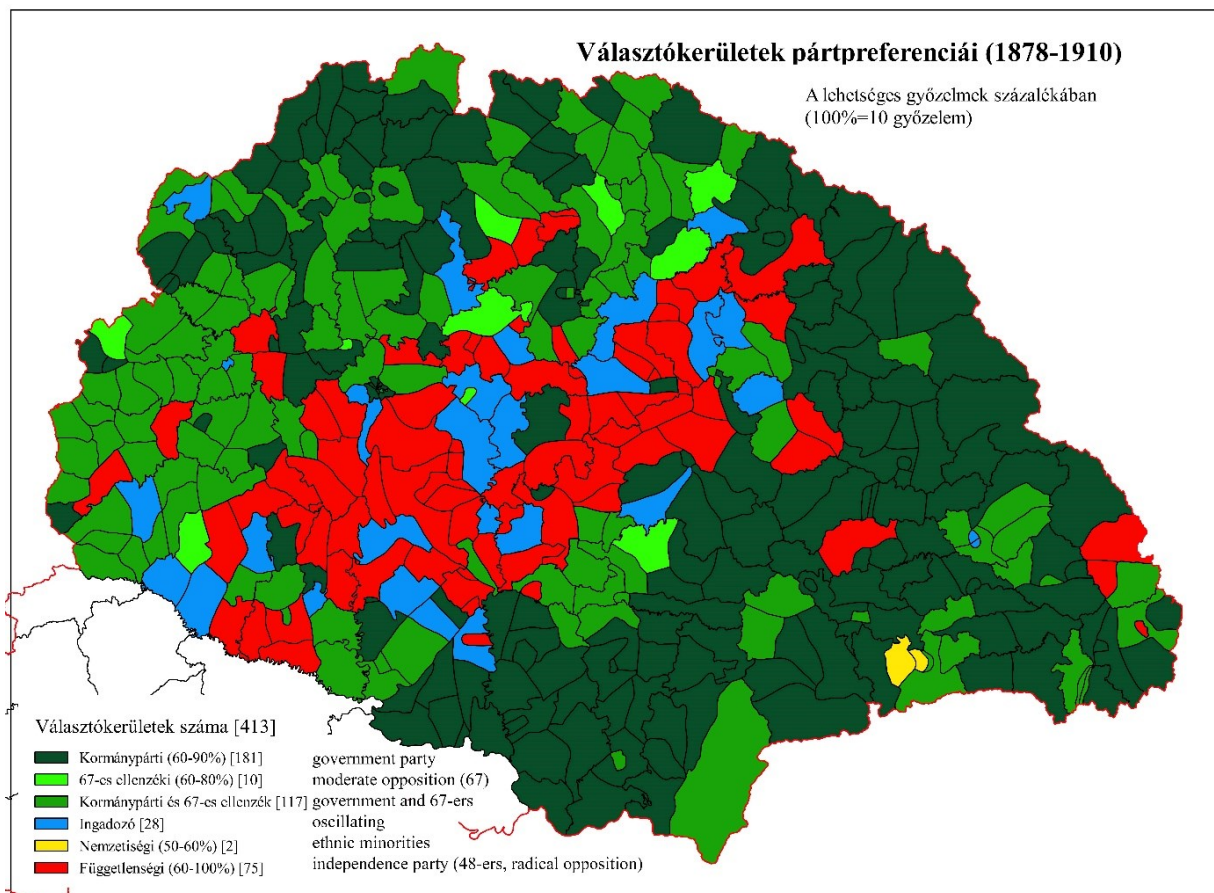 Választókerületek pártpreferenciái (1878-1910)
A lehetséges győzelmek százalékában
(100%=10 győzelem)
Választókerületek száma [413]
Kormánypárti (60-90%) [181] government party
67-es ellenzéki (60-80%) [10] moderate opposition (67)
Kormánypárti és 67-es ellenzék [117] government and 67-ers
Ingadozó [28] oscillating
Nemzetiségi (50-60%) [2] ethnic minorities
Függetlenségi (60-100%) [75] independence party (48-ers, radical opposition)